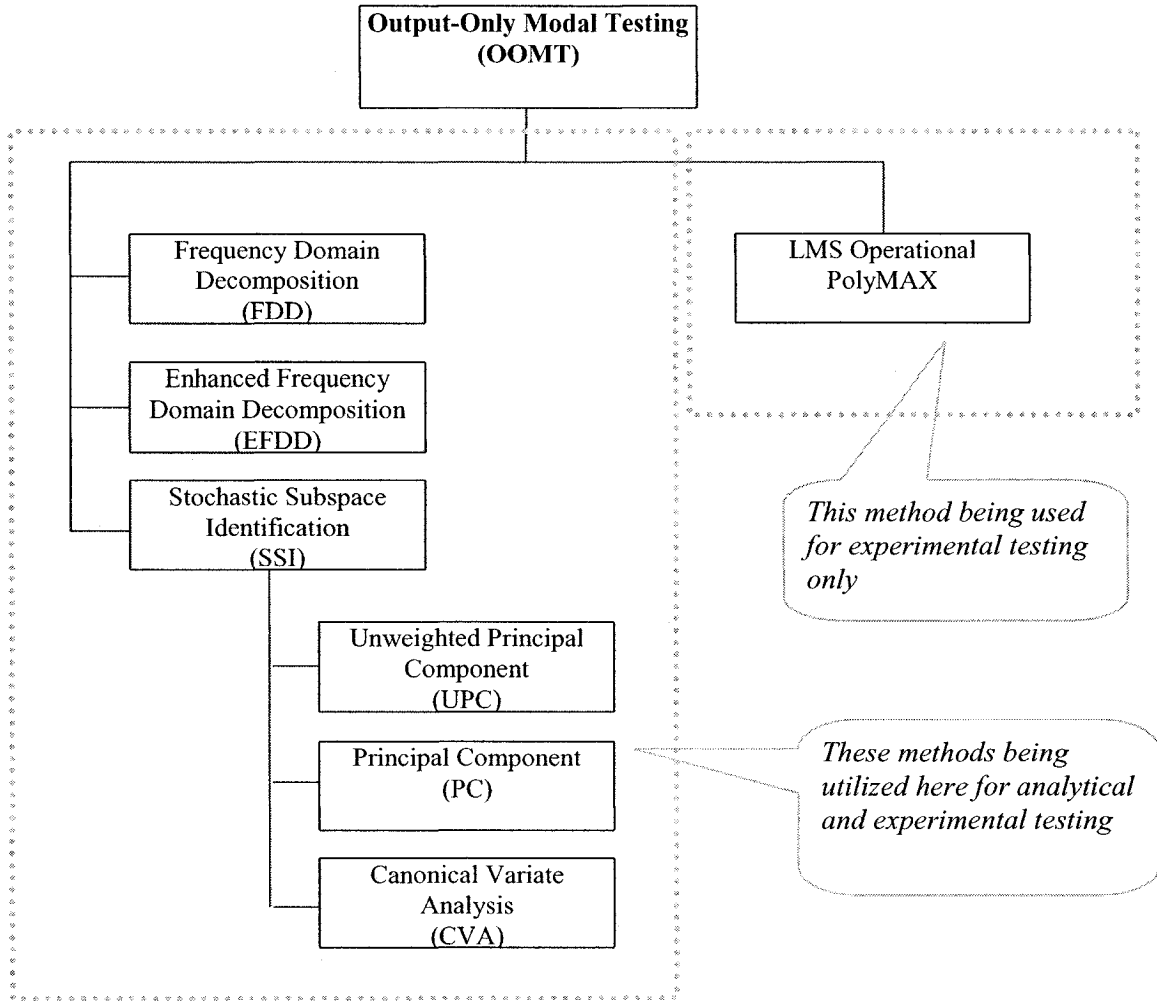 Output-Only Modal Testing
(OOMT)
Frequency Domain
Decomposition
(FDD)
LMS Operational
PolyMAX
Enhanced Frequency
Domain Decomposition
(EFDD)
Stochastic Subspace
Identification
(SSI)
This method being used
for experimental testing
only
Unweighted Principal
Component
(UPC)
Principal Component
(PC)
These methods being
utilized here for analytical
and experimental testing
Canonical Variate
Analysis
(CVA)